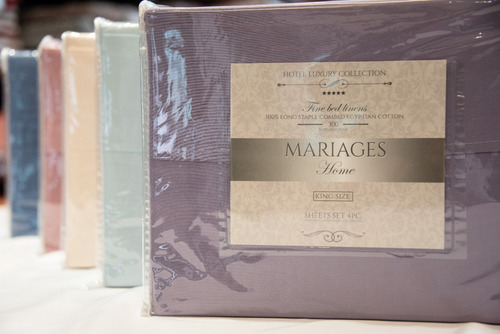 HOTEL LUXURY COLLECTION
Fine bed linens
100% LONG STAPLE COMBED EGYPTIAN COTTON
300
MARIAGES
Home
KING SIZE
SHEETS SET 4PC